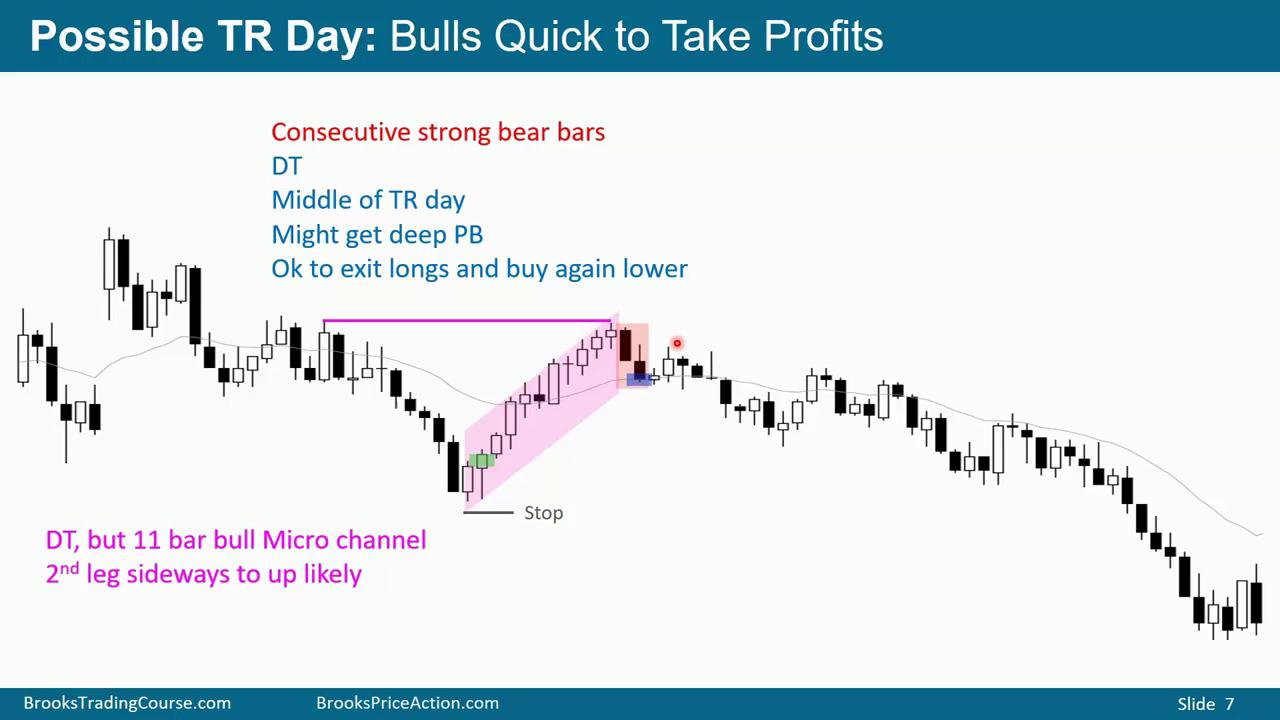 Possible TR Day: Bulls Quick to Take Profits
Consecutive strong bear bars
DT
Middle of TR day
Might get deep PB
Ok to exit longs and buy again lower
Stop
DT, but 11 bar bull Micro channel
2nd leg sideways to up likely
BrooksTradingCourse.com
BrooksPriceAction.com
Slide 7